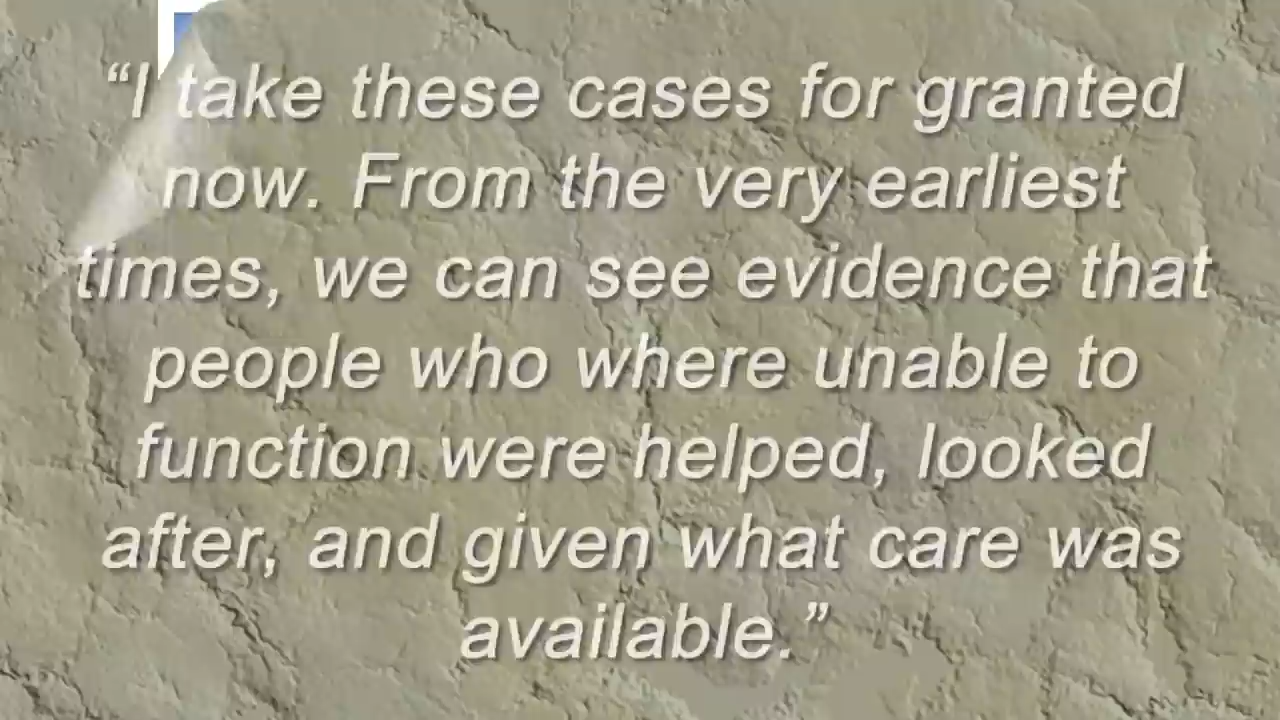 “I take these cases for granted
now. From the very earliest
times, we can see evidence that
people who where unable to
function were helped, looked
after, and given what care was
available.”